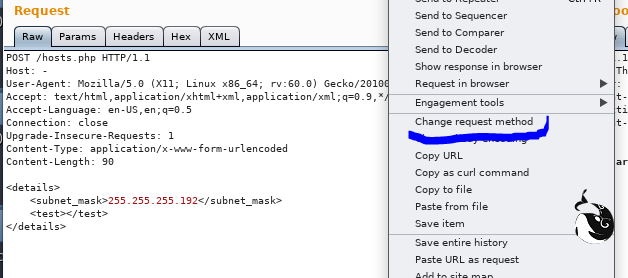 Request
Raw
Params
Headers
Hex
XML
POST /hosts.php HTTP/1.1
Host: -
User-Agent: Mozilla/5.0 (X11; Linux x86_64; rv:60.0) Gecko/20100
Accept: text/html,application/xhtml+xml,application/xml;q=0.9,*/
Accept-Language: en-US,en;q=0.5
Connection: close
Upgrade-Insecure-Requests: 1
Content-Type: application/x-www-form-urlencoded
Content-Length: 90
<details>
<subnet_mask>255.255.255.192</subnet_mask>
<test></test>
</details>
Send to Repeater
Send to Sequencer
Send to Comparer
Send to Decoder
Show response in browser
Request in browser
Engagement tools
Change request method
encoding
Copy URL
Copy as curl command
Copy to file
Paste from file
Save item
Save entire history
Paste URL as request
Add to site map